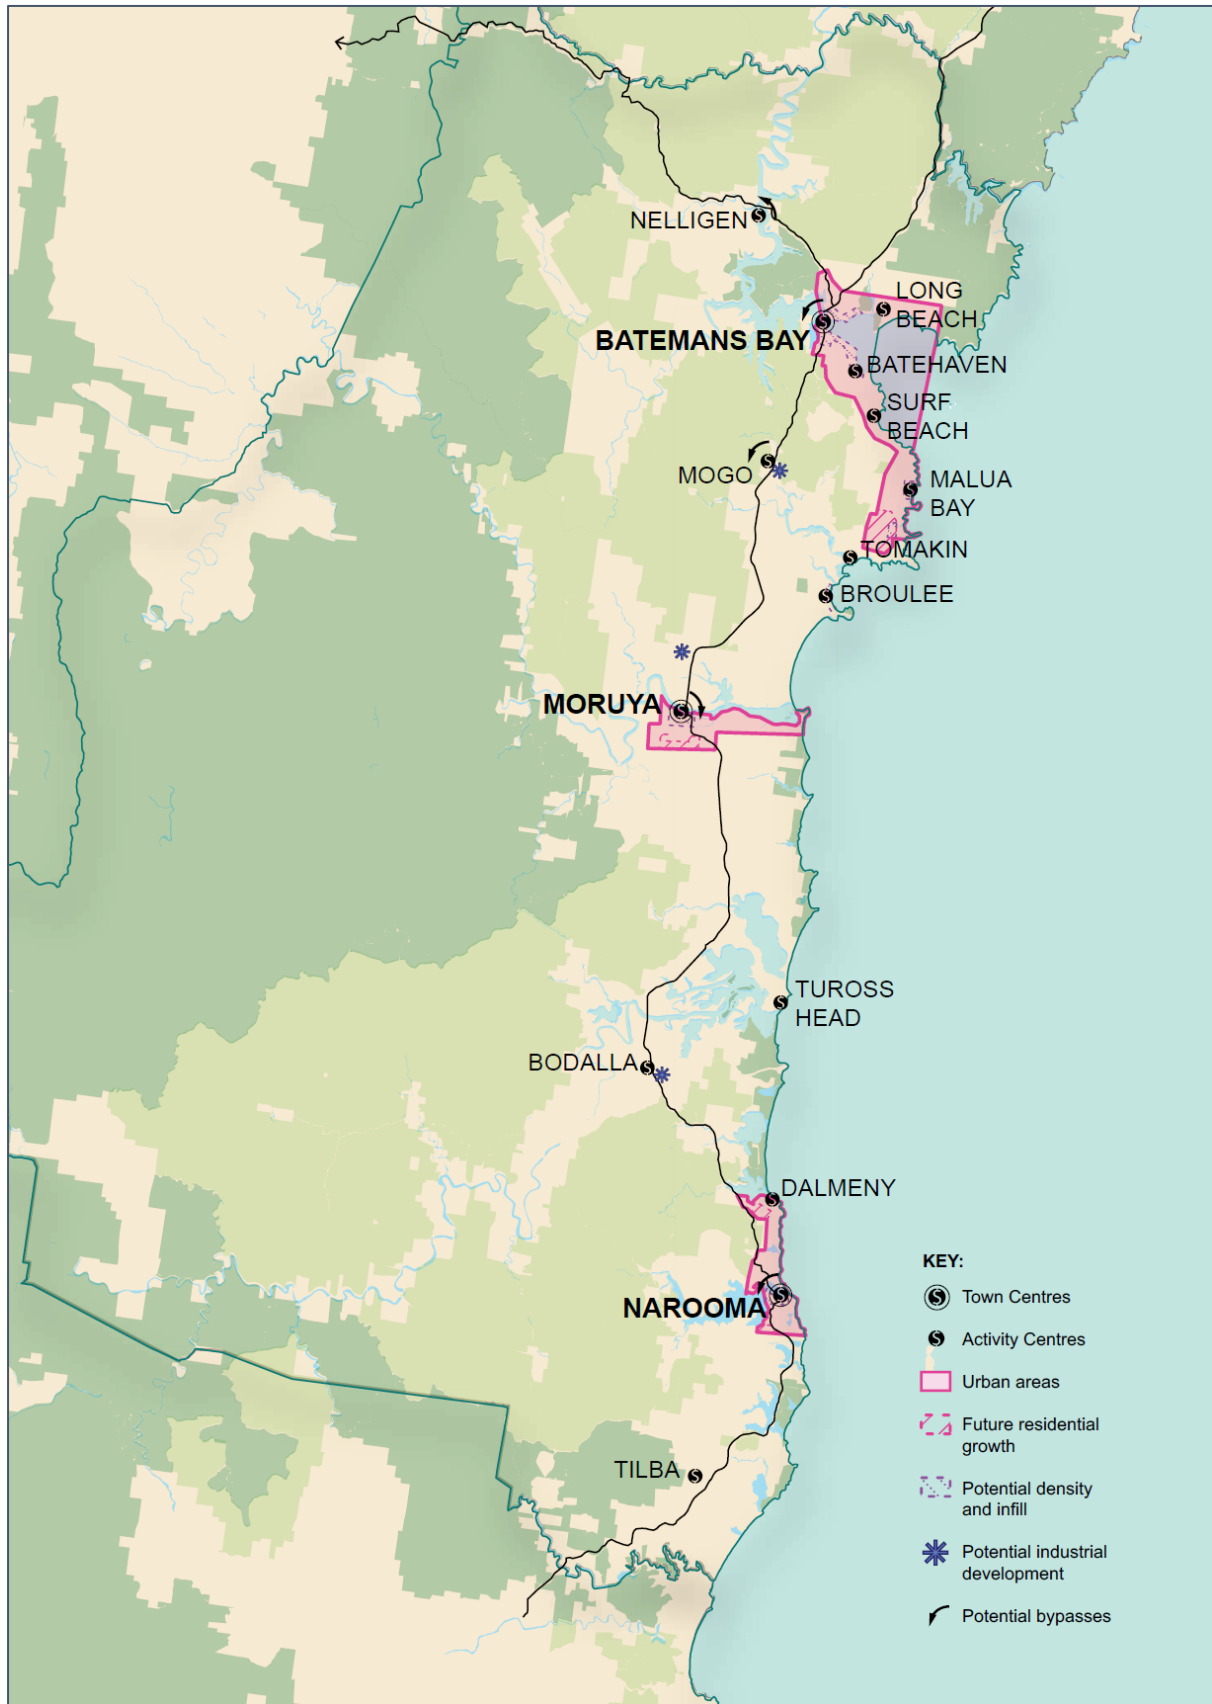 NELLIGEN
LONG
BEACH
BATEMANS BAY
BATEHAVEN
SURF
BEACH
MOGO
MALUA
BAY
TOMAKIN
BROULEE
MORUYA
TUROSS
HEAD
BODALLA
DALMENY
NAROOMA
TILBA
KEY:
Town Centres
Activity Centres
Urban areas
Future residential
growth
Potential density
and infill
Potential industrial
development
Potential bypasses